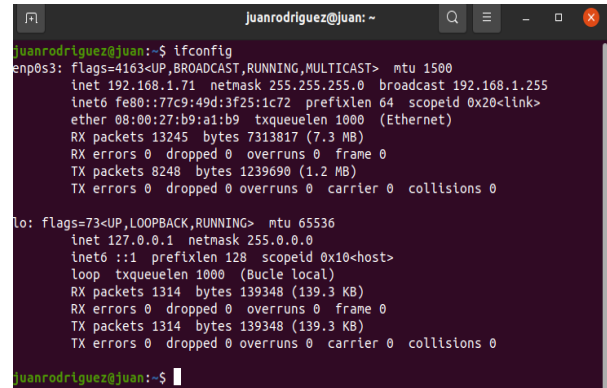 juanrodriguez@juan: ~
juanrodriguez@juan:~$ ifconfig
enp0s3: flags=4163<UP,BROADCAST,RUNNING,MULTICAST>  mtu 1500
        inet 192.168.1.71  netmask 255.255.255.0  broadcast 192.168.1.255
        inet6 fe80::77c9:49d:3f25:1c72  prefixlen 64  scopeid 0x20<link>
        ether 08:00:27:b9:a1:b9  txqueuelen 1000  (Ethernet)
        RX packets 13245  bytes 7313817 (7.3 MB)
        RX errors 0  dropped 0  overruns 0  frame 0
        TX packets 8248  bytes 1239690 (1.2 MB)
        TX errors 0  dropped 0 overruns 0  carrier 0  collisions 0
lo: flags=73<UP,LOOPBACK,RUNNING>  mtu 65536
        inet 127.0.0.1  netmask 255.0.0.0
        inet6 ::1  prefixlen 128  scopeid 0x10<host>
        loop  txqueuelen 1000  (Bucle local)
        RX packets 1314  bytes 139348 (139.3 KB)
        RX errors 0  dropped 0  overruns 0  frame 0
        TX packets 1314  bytes 139348 (139.3 KB)
        TX errors 0  dropped 0 overruns 0  carrier 0  collisions 0
juanrodriguez@juan:~$